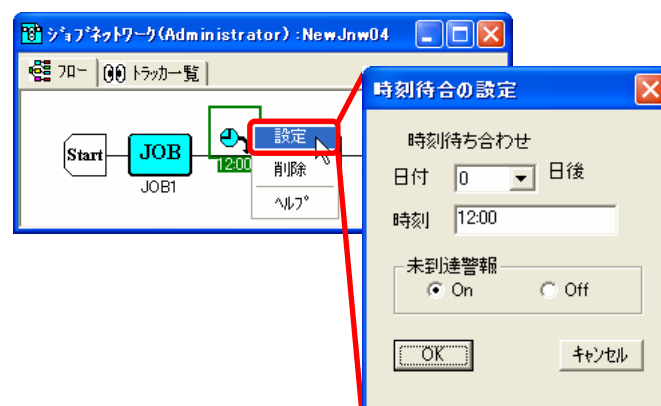 ｼﾞｮﾌﾞﾈｯﾄﾜｰｸ(Administrator) :NewJnw04
ﾌﾛｰ
ﾄﾗｯｶ一覧
Start
JOB
JOB1
12:00
設定
削除
ﾍﾙﾌﾟ
時刻待合の設定
時刻待ち合わせ
日付 0 日後
時刻 12:00
未到達警報
On Off
OK ｷｬﾝｾﾙ